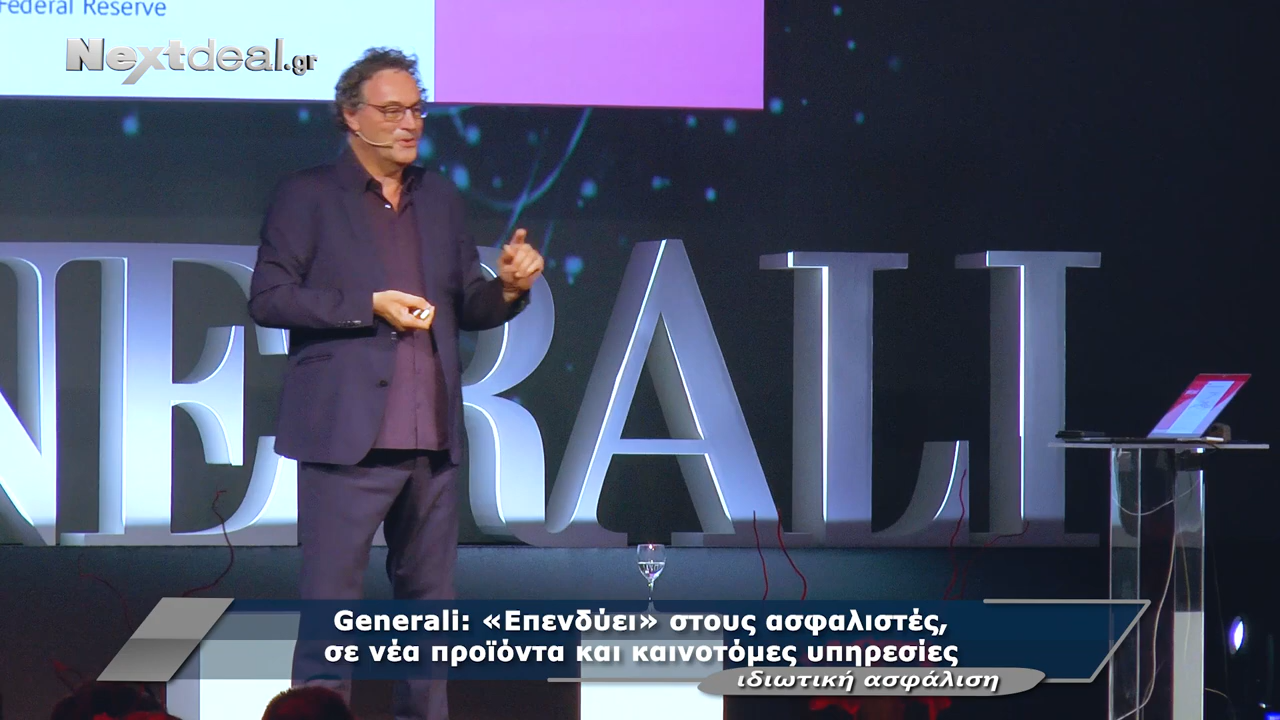 Federal Reserve
Nextdeal.gr
NERALI
Generali: «Επενδύει» στους ασφαλιστές,
σε νέα προϊόντα και καινοτόμες υπηρεσίες
ιδιωτική ασφάλιση